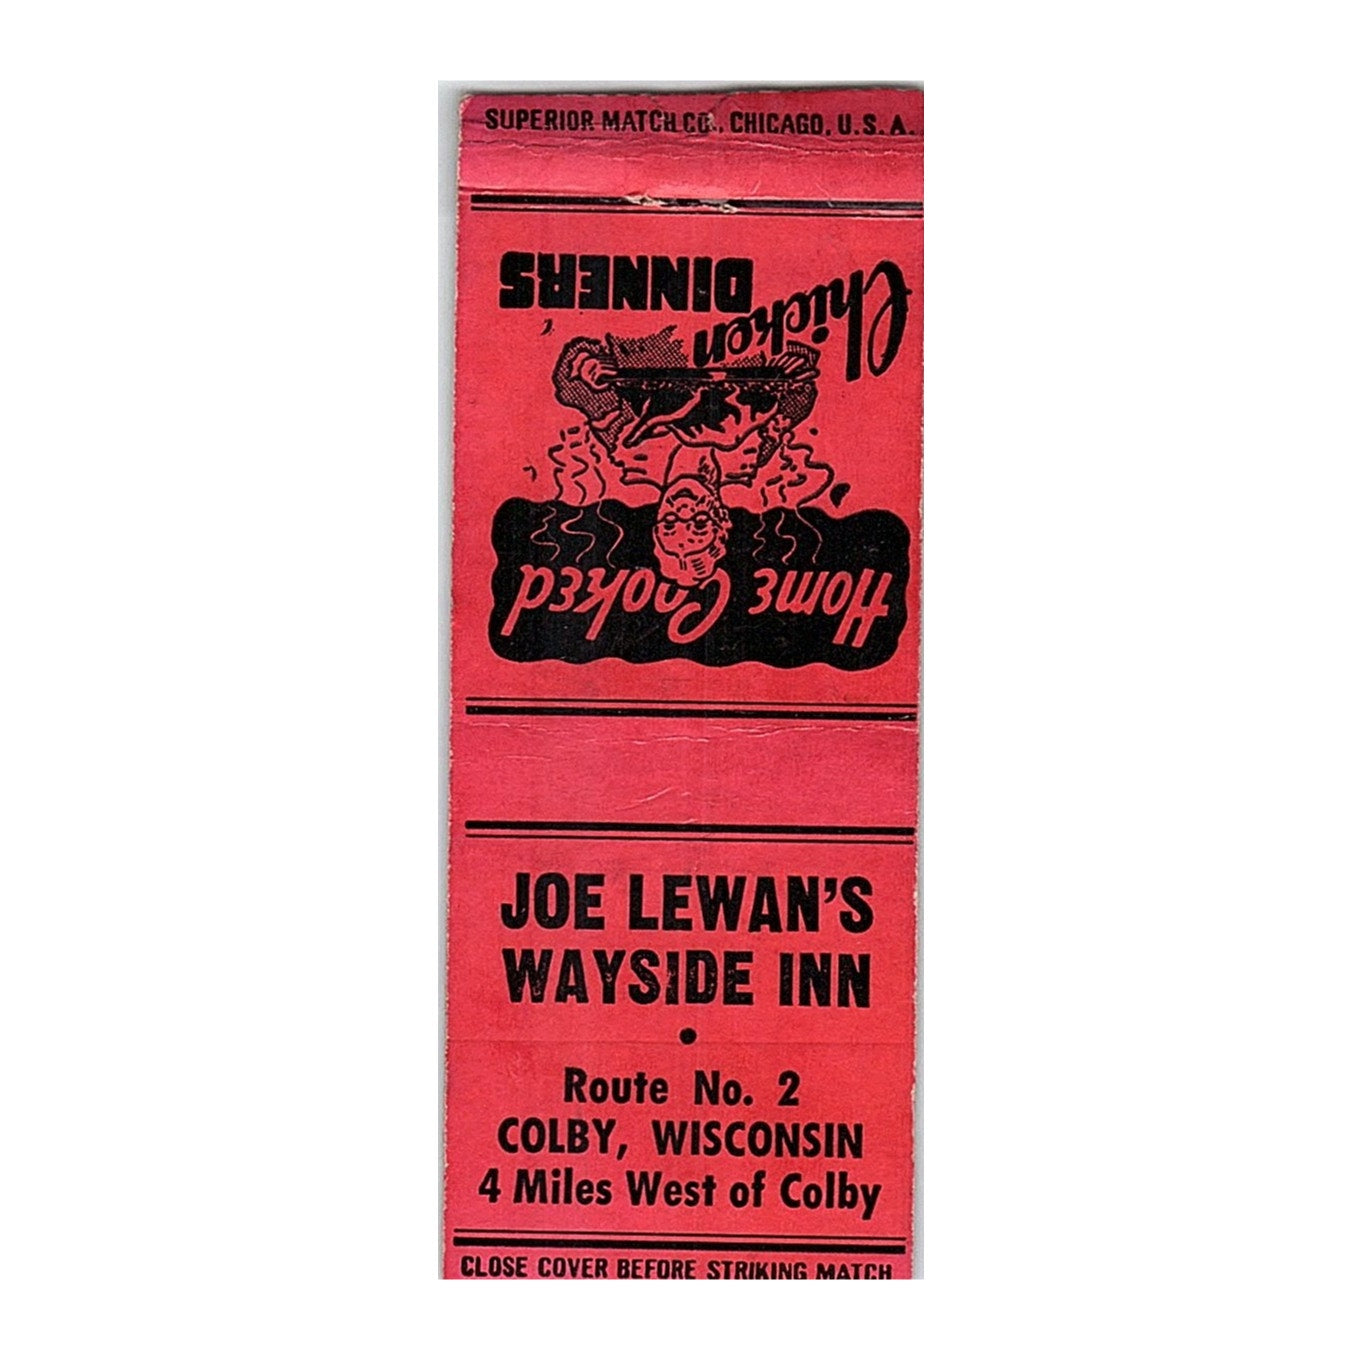 SUPERIOR MATCH CO., CHICAGO, U.S.A.
Home Cooked
Chicken
DINNERS
JOE LEWAN'S
WAYSIDE INN
•
Route No. 2
COLBY, WISCONSIN
4 Miles West of Colby
CLOSE COVER BEFORE STRIKING MATCH